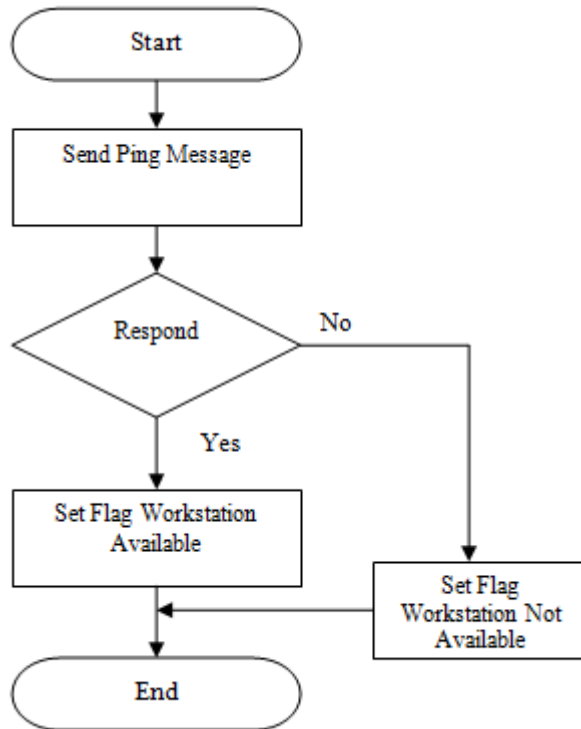 Start
Send Ping Message
Respond
No
Yes
Set Flag Workstation
Available
Set Flag
Workstation Not
Available
End